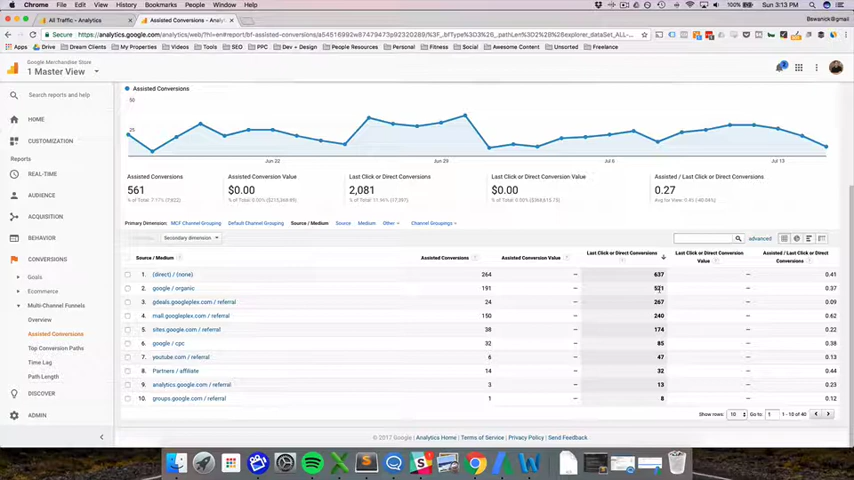 Chrome File Edit View History Bookmarks People Window Help
Sun 3:13 PM
All Traffic - Analytics
Assisted Conversions - Analy
Bswanick@gmail
Secure
Apps Drive Dream Clients My Portfolio Tools SEO PPC Dev + Design People Resources Personal Fitness Social Awesome Content Unsorted Freelance
Google Merchandise Store
1 Master View
Search reports and help
HOME
CUSTOMIZATION
Reports
REAL-TIME
AUDIENCE
ACQUISITION
BEHAVIOR
CONVERSIONS
Goals
Ecommerce
Multi-Channel Funnels
Overview
Assisted Conversions
Top Conversion Paths
Time Lag
Path Length
DISCOVER
ADMIN
Assisted Conversions
50
25
Jun 22 Jun 29 Jul 6 Jul 13
Assisted Conversions Assisted Conversion Value Last Click or Direct Conversions Last Click or Direct Conversion Value Assisted / Last Click or Direct Conversions
561 $0.00 2,081 $0.00 0.27
Primary Dimension: MCF Channel Grouping Default Channel Grouping Source / Medium Source Medium Other Channel Groupings
Secondary dimension
advanced
Source / Medium Assisted Conversions Assisted Conversion Value Last Click or Direct Conversions Last Click or Direct Conversion Value Assisted / Last Click or Direct Conversions
1. (direct) / (none) 264 – 637 – 0.41
2. google / organic 191 – – 0.37
3. gdeals.googleplex.com / referral 24 – 267 – 0.09
4. mall.googleplex.com / referral 150 – 240 – 0.62
5. sites.google.com / referral 38 – 174 – 0.22
6. google / cpc 32 – 85 – 0.38
7. youtube.com / referral 6 – 47 – 0.13
8. Partners / affiliate 14 – 32 – 0.44
9. analytics.google.com / referral 3 – 13 – 0.23
10. groups.google.com / referral 1 – 8 – 0.12
Show rows: 10 Go to: 1 1 - 10 of 40
© 2017 Google | Analytics Home | Terms of Service | Privacy Policy | Send Feedback